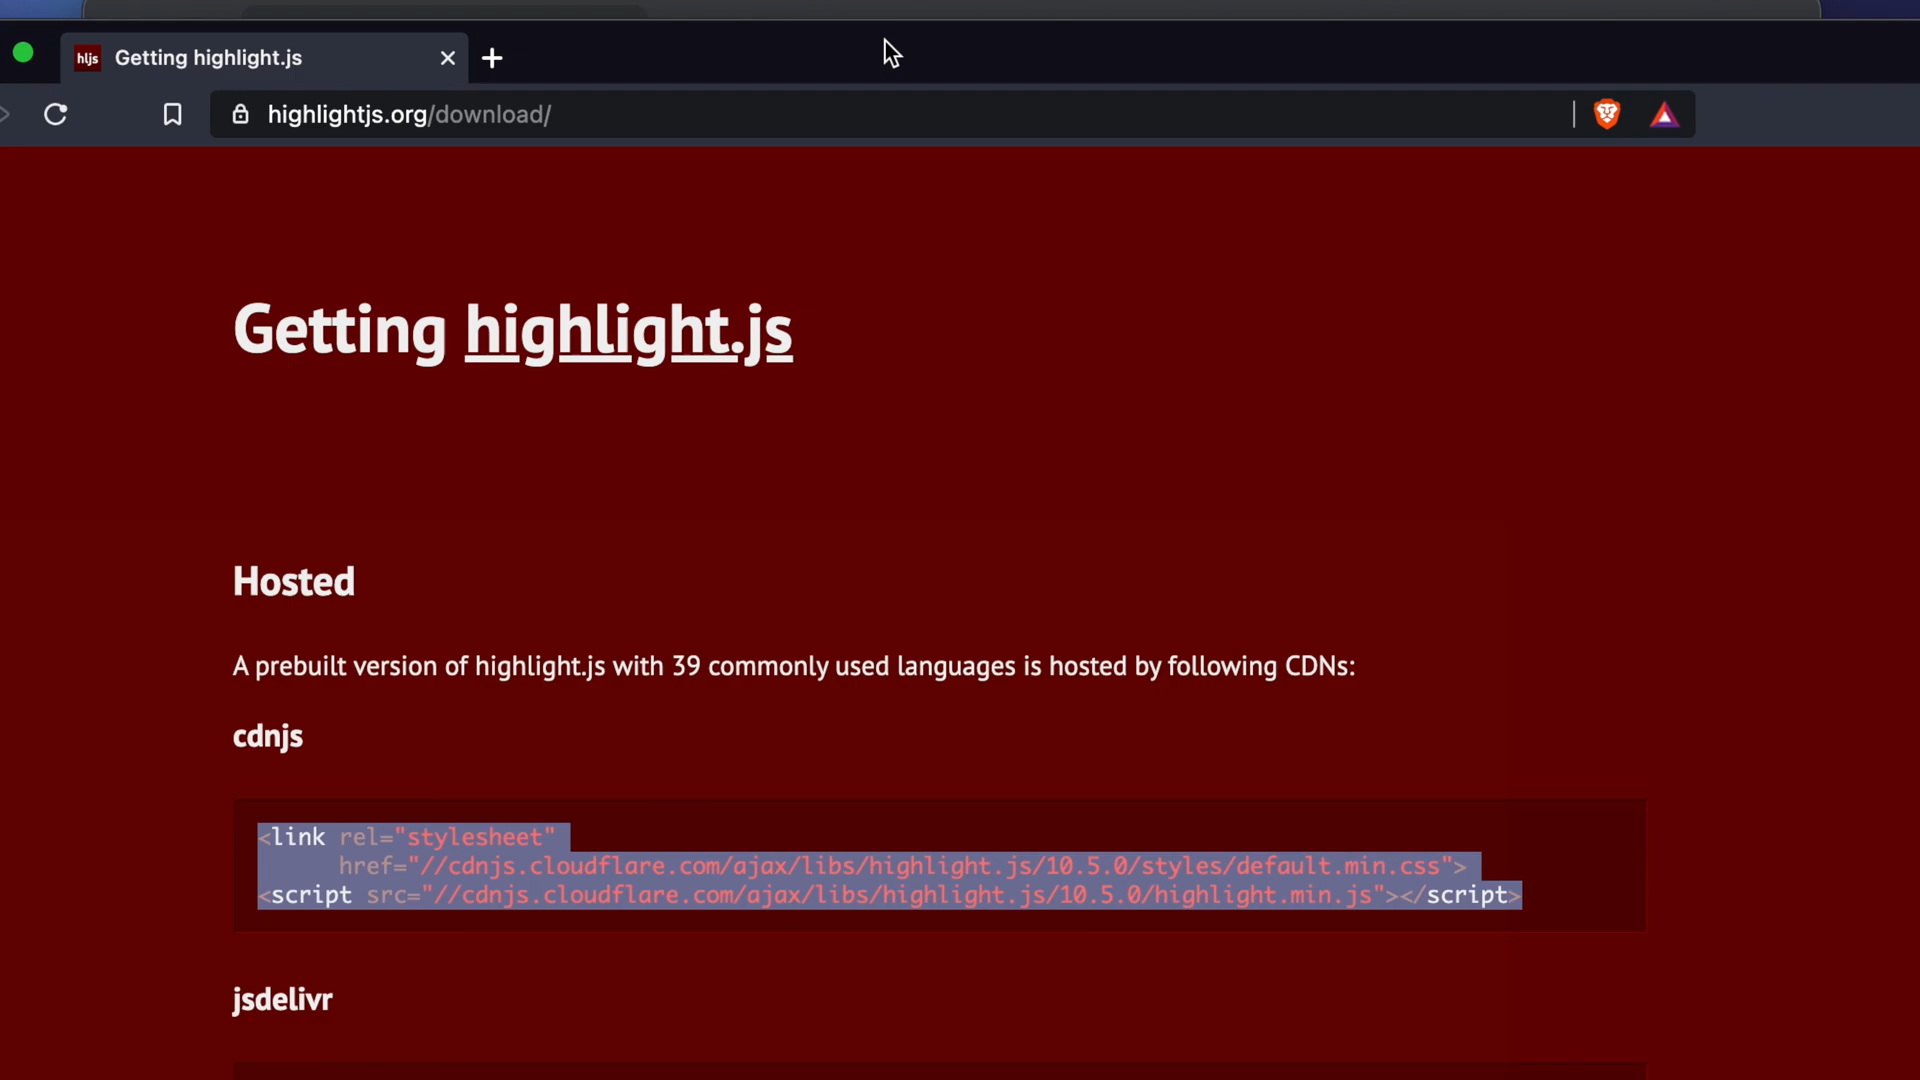 hljs Getting highlight.js
highlightjs.org/download/
Getting highlight.js
Hosted
A prebuilt version of highlight.js with 39 commonly used languages is hosted by following CDNs:
cdnjs
<link rel="stylesheet"
href="//cdnjs.cloudflare.com/ajax/libs/highlight.js/10.5.0/styles/default.min.css">
<script src="//cdnjs.cloudflare.com/ajax/libs/highlight.js/10.5.0/highlight.min.js"></script>
jsdelivr